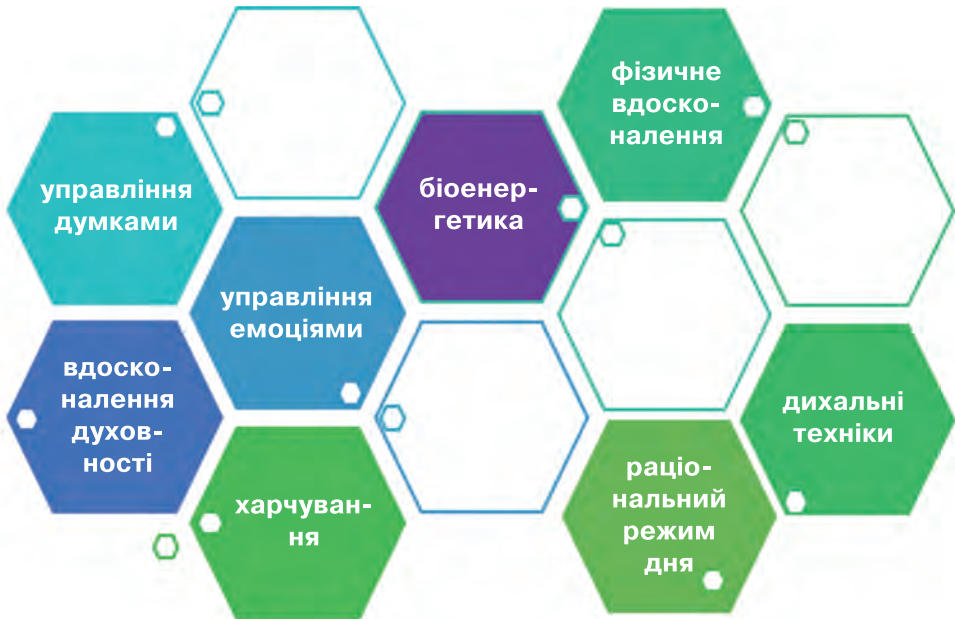 фізичне
вдоско-
налення
управління
думками
біоенер-
гетика
управління
емоціями
вдоско-
налення
духов-
ності
дихальні
техніки
харчуван-
ня
раціо-
нальний
режим
дня